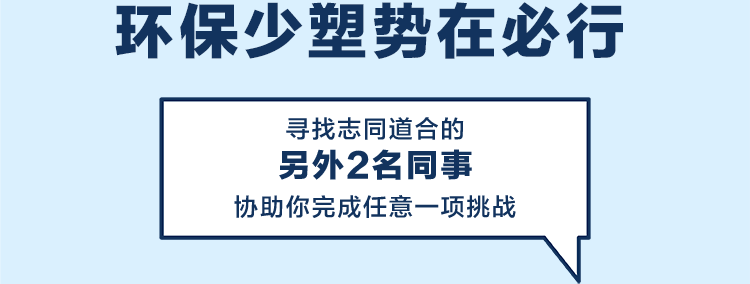 环保少塑势在必行
寻找志同道合的
另外2名同事
协助你完成任意一项挑战